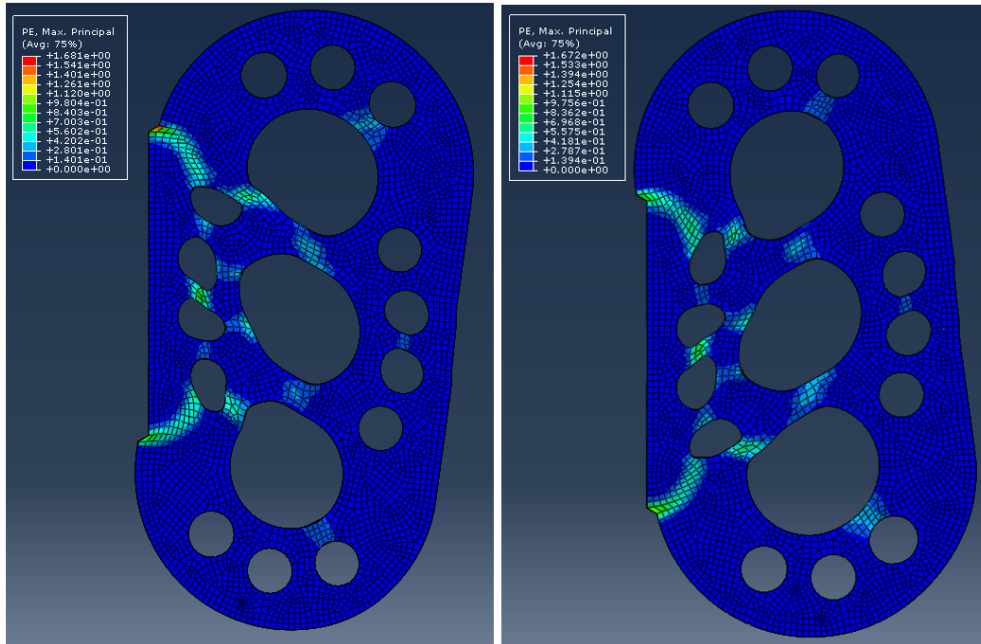 PE, Max. Principal
(Avg: 75%)
+1.681e+00
+1.541e+00
+1.401e+00
+1.261e+00
+1.120e+00
+9.804e-01
+8.403e-01
+7.003e-01
+5.602e-01
+4.202e-01
+2.801e-01
+1.401e-01
+0.000e+00
PE, Max. Principal
(Avg: 75%)
+1.672e+00
+1.533e+00
+1.394e+00
+1.254e+00
+1.115e+00
+9.756e-01
+8.362e-01
+6.968e-01
+5.575e-01
+4.181e-01
+2.787e-01
+1.394e-01
+0.000e+00